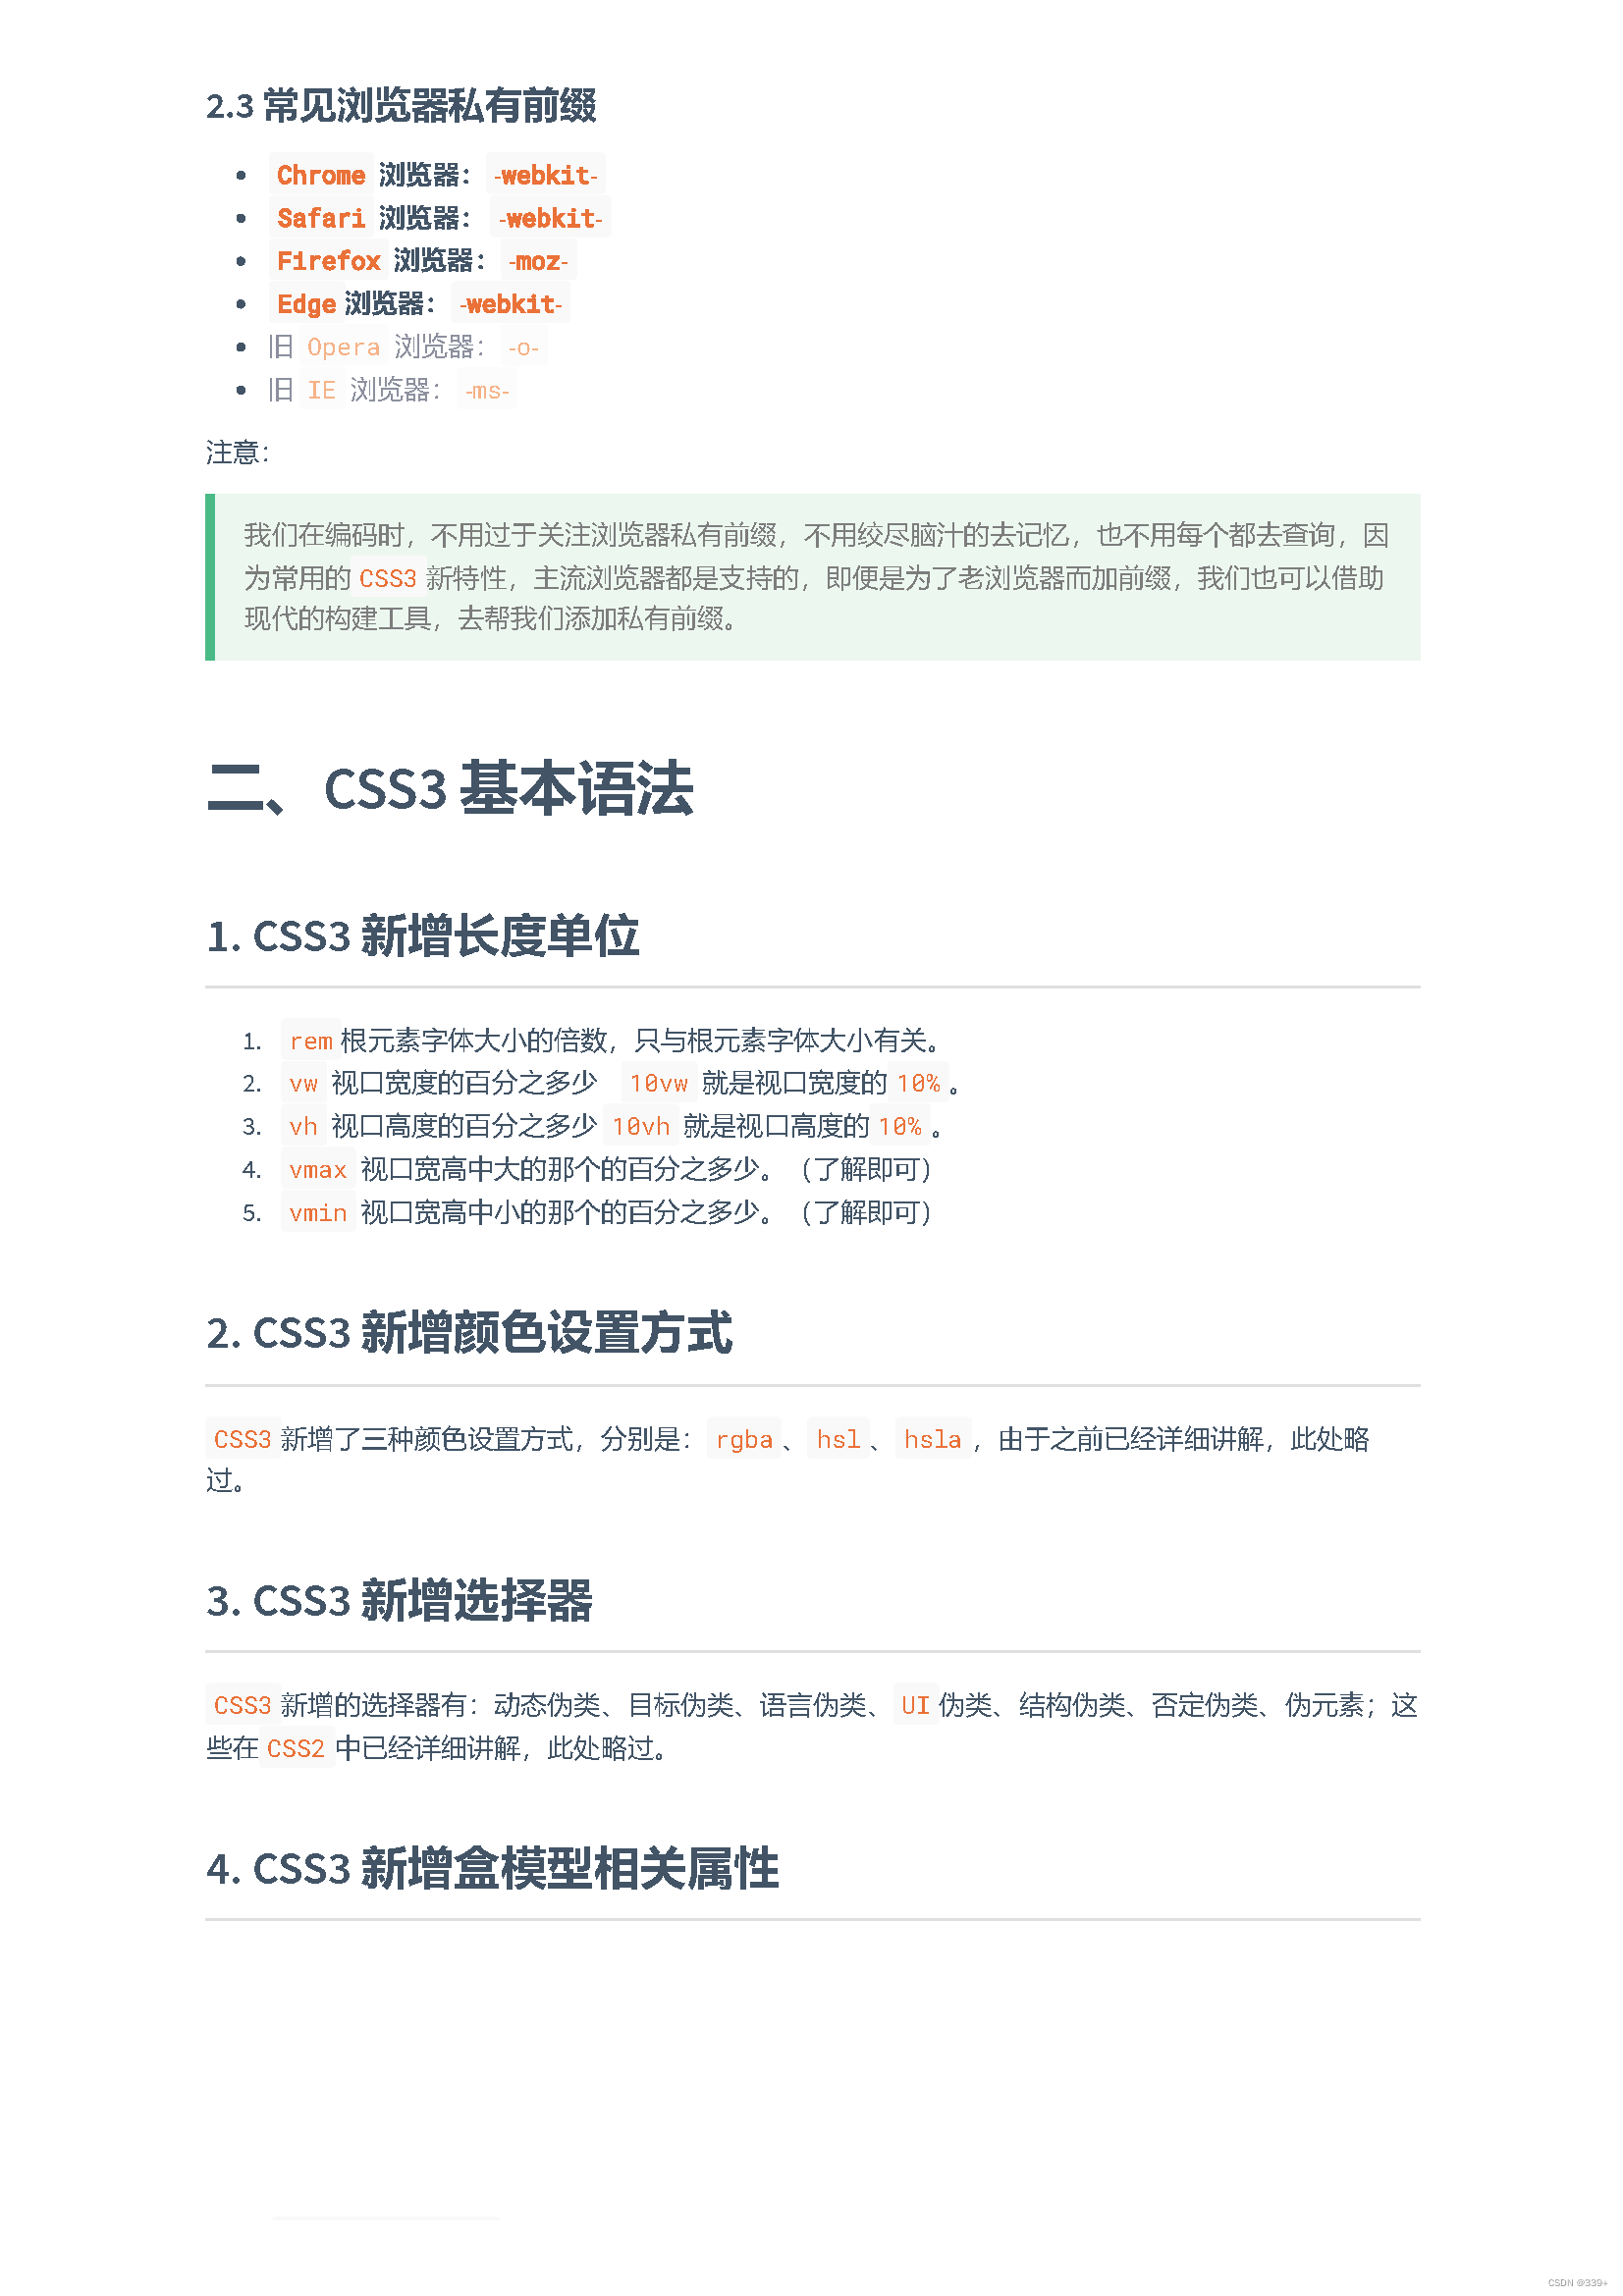 2.3 常见浏览器私有前缀
Chrome 浏览器： -webkit-
Safari 浏览器： -webkit-
Firefox 浏览器： -moz-
Edge 浏览器： -webkit-
旧 Opera 浏览器： -o-
旧 IE 浏览器： -ms-
注意：
我们在编码时，不用过于关注浏览器私有前缀，不用绞尽脑汁的去记忆，也不用每个都去查询，因
为常用的 CSS3 新特性，主流浏览器都是支持的，即便是为了老浏览器而加前缀，我们也可以借助
现代的构建工具，去帮我们添加私有前缀。
二、CSS3 基本语法
1. CSS3 新增长度单位
1. rem 根元素字体大小的倍数，只与根元素字体大小有关。
2. vw 视口宽度的百分之多少 10vw 就是视口宽度的 10% 。
3. vh 视口高度的百分之多少 10vh 就是视口高度的 10% 。
4. vmax 视口宽高中大的那个的百分之多少。（了解即可）
5. vmin 视口宽高中小的那个的百分之多少。（了解即可）
2. CSS3 新增颜色设置方式
CSS3 新增了三种颜色设置方式，分别是： rgba 、 hsl 、 hsla ，由于之前已经详细讲解，此处略
过。
3. CSS3 新增选择器
CSS3 新增的选择器有：动态伪类、目标伪类、语言伪类、 UI 伪类、结构伪类、否定伪类、伪元素；这
些在 CSS2 中已经详细讲解，此处略过。
4. CSS3 新增盒模型相关属性
CSDN @339+